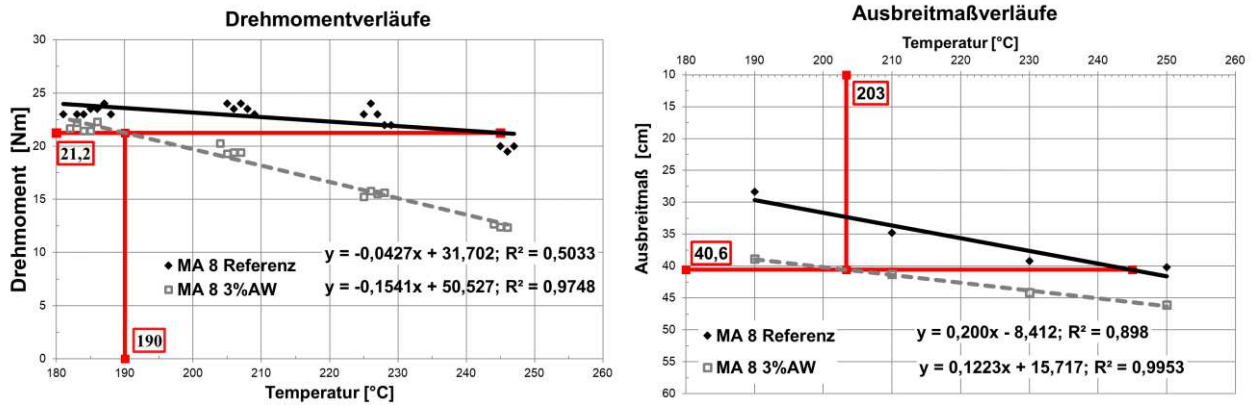 Drehmomentverläufe
30
25
20
15
10
5
0
Drehmoment [Nm]
21,2
190
y = -0,0427x + 31,702; R² = 0,5033
MA 8 Referenz
y = -0,1541x + 50,527; R² = 0,9748
MA 8 3%AW
180 190 200 210 220 230 240 250 260
Temperatur [°C]
Ausbreitmaßverläufe
Temperatur [°C]
180 190 200 210 220 230 240 250 260
10
15
20
25
30
35
40
45
50
55
60
Ausbreitmaß [cm]
203
40,6
MA 8 Referenz y = 0,200x - 8,412; R² = 0,898
MA 8 3%AW y = 0,1223x + 15,717; R² = 0,9953